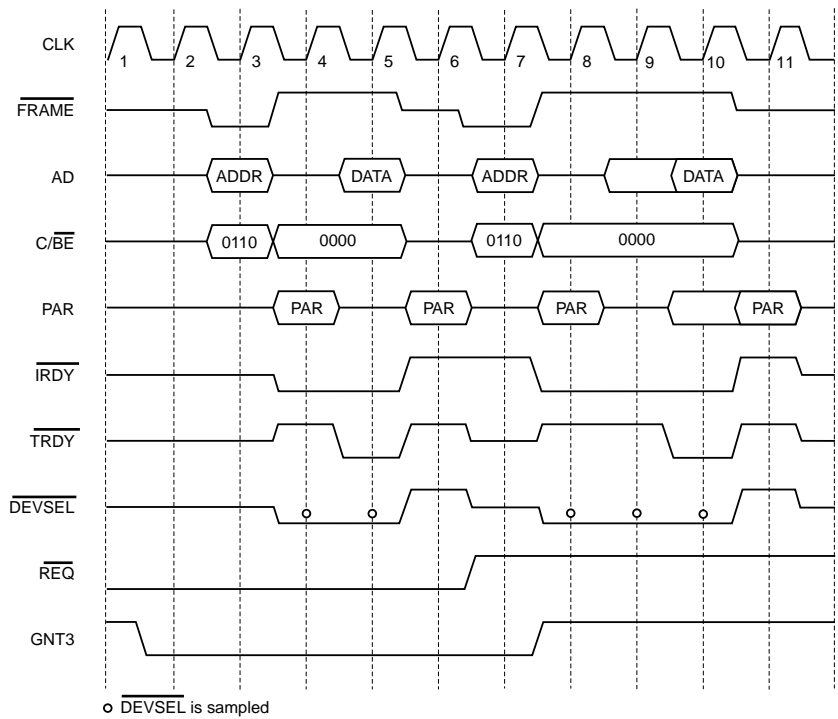 CLK
1 2 3 4 5 6 7 8 9 10 11
FRAME
AD ADDR DATA ADDR DATA
C/BE 0110 0000 0110 0000
PAR PAR PAR PAR PAR
IRDY
TRDY
DEVSEL
REQ
GNT3
DEVSEL is sampled